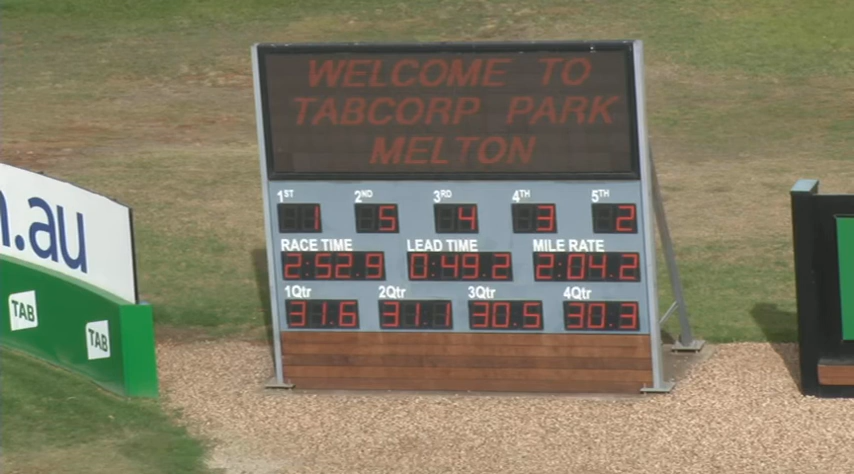 WELCOME TO
TABCORP PARK
MELTON
1ST 2ND 3RD 4TH 5TH
1 5 4 3 2
RACE TIME LEAD TIME MILE RATE
2:52.9 0:49.2 2:04.2
1Qtr 2Qtr 3Qtr 4Qtr
31.6 31.1 30.5 30.3
.au
TAB
TAB